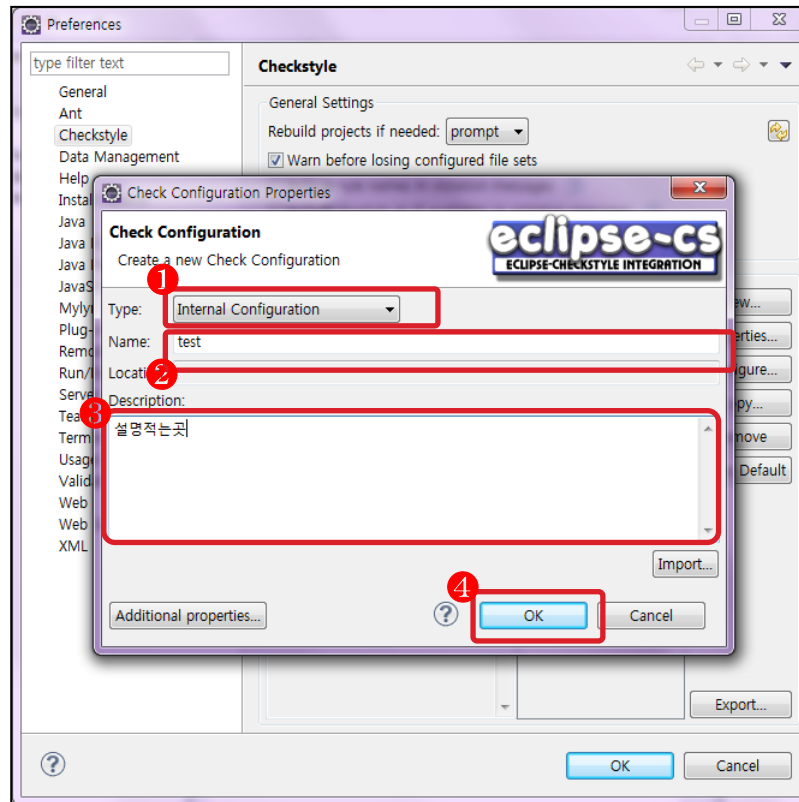 Preferences
type filter text
Checkstyle
General
Ant
Checkstyle
Data Management
Help
Instal
Java
Java
Java
JavaS
Mylyn
Plug-
Remo
Run/
Serve
Tea
Term
Usag
Valid
Web
Web
XML
General Settings
Rebuild projects if needed: prompt
Warn before losing configured file sets
Check Configuration Properties
Check Configuration
Create a new Check Configuration
eclipse-cs
ECLIPSE-CHECKSTYLE INTEGRATION
1
Type: Internal Configuration
Name: test
2
Locati
Description:
3
설명적는곳
Import...
4
Additional properties...
?
OK
Cancel
ew...
erties...
igure...
py...
move
Default
Export...
?
OK
Cancel